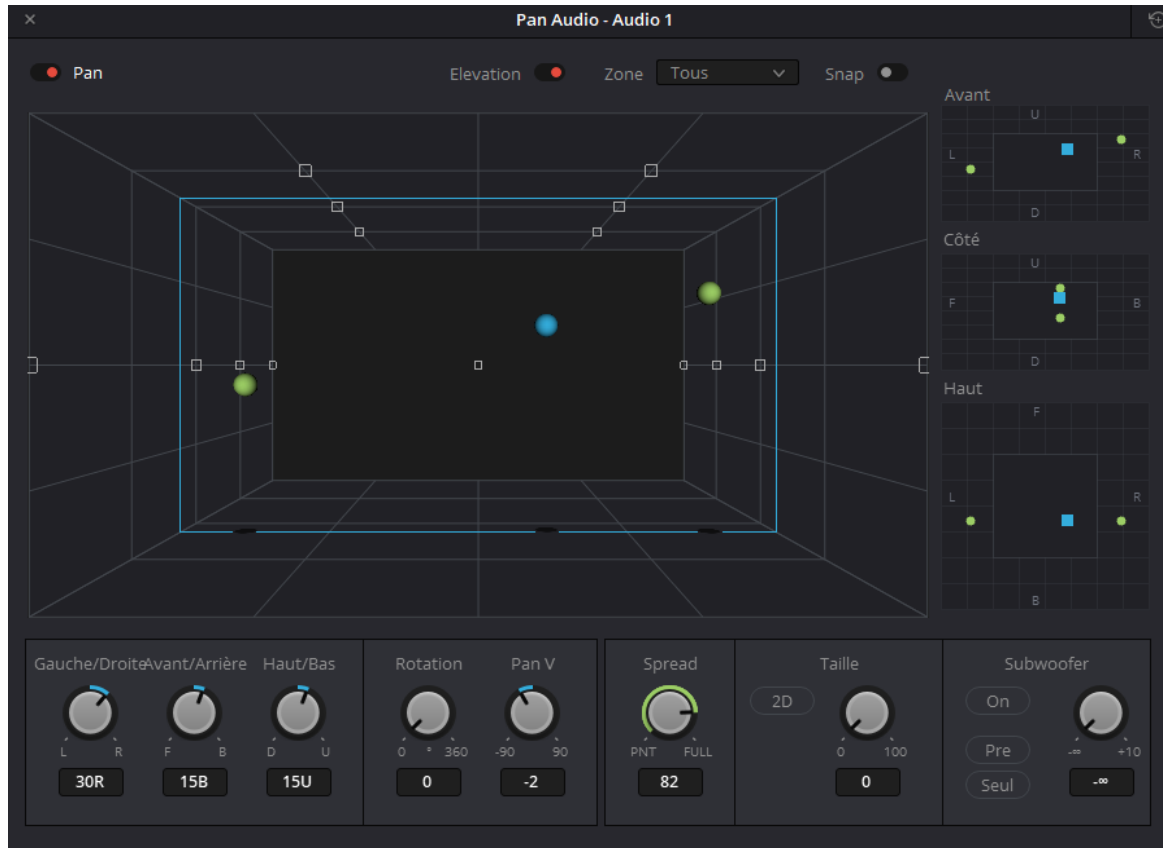 Pan Audio - Audio 1
Pan
Elevation
Zone
Tous
Snap
Avant
U
L
R
D
Côté
U
F
B
D
Haut
F
L
R
B
Gauche/Droite
Avant/Arrière
Haut/Bas
Rotation
Pan V
Spread
Taille
Subwoofer
2D
On
L R
F B
D U
0 ° 360
-90 90
PNT FULL
0 100
Pre
-∞ +10
30R
15B
15U
0
-2
82
0
Seul
-∞